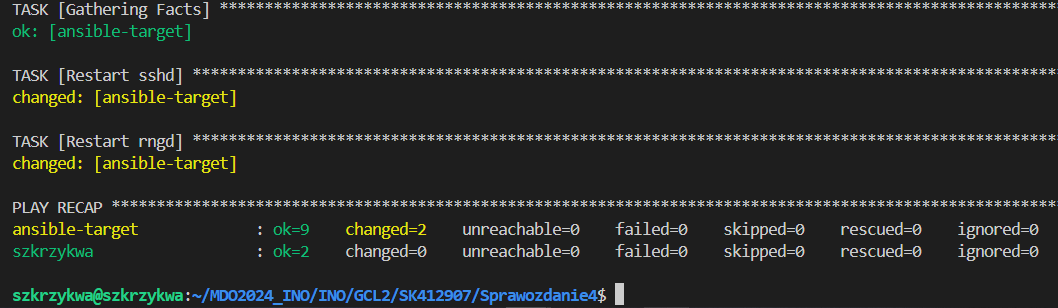 TASK [Gathering Facts] *********************************************************************************************
ok: [ansible-target]
TASK [Restart sshd] ************************************************************************************************
changed: [ansible-target]
TASK [Restart rngd] ************************************************************************************************
changed: [ansible-target]
PLAY RECAP *********************************************************************************************************
ansible-target             : ok=9    changed=2    unreachable=0    failed=0    skipped=0    rescued=0    ignored=0
szkrzykwa                  : ok=2    changed=0    unreachable=0    failed=0    skipped=0    rescued=0    ignored=0
szkrzykwa@szkrzykwa:~/MDO2024_INO/INO/GCL2/SK412907/Sprawozdanie4$